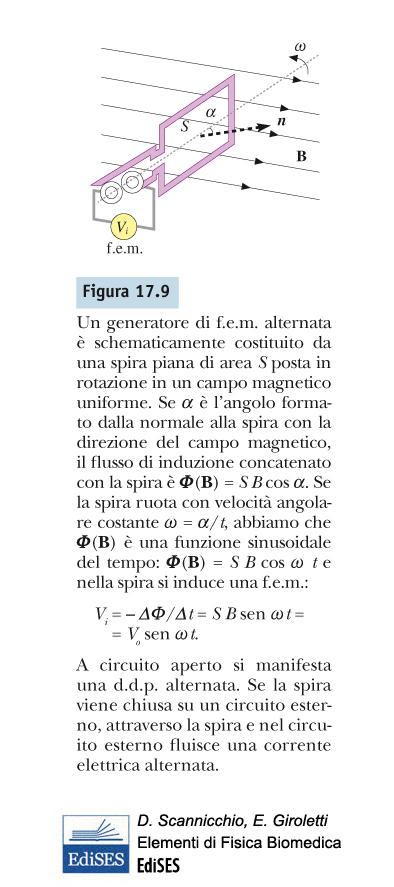 ω
α
S
n
B
V_i
f.e.m.
Figura 17.9
Un generatore di f.e.m. alternata
è schematicamente costituito da
una spira piana di area S posta in
rotazione in un campo magnetico
uniforme. Se α è l'angolo forma-
to dalla normale alla spira con la
direzione del campo magnetico,
il flusso di induzione concatenato
con la spira è Φ(B) = S B cos α. Se
la spira ruota con velocità angola-
re costante ω = α/t, abbiamo che
Φ(B) è una funzione sinusoidale
del tempo: Φ(B) = S B cos ω t e
nella spira si induce una f.e.m.:
V_i = – ΔΦ/Δt = S B sen ω t =
= V_o sen ω t.
A circuito aperto si manifesta
una d.d.p. alternata. Se la spira
viene chiusa su un circuito ester-
no, attraverso la spira e nel circu-
ito esterno fluisce una corrente
elettrica alternata.
D. Scannicchio, E. Giroletti
Elementi di Fisica Biomedica
EdiSES
EdiSES